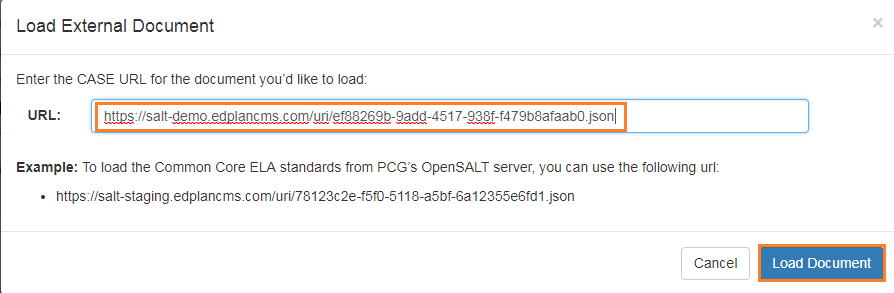 Load External Document
×
Enter the CASE URL for the document you'd like to load:
URL: https://salt-demo.edplancms.com/uri/ef88269b-9add-4517-938f-f479b8afaab0.json
Example: To load the Common Core ELA standards from PCG's OpenSALT server, you can use the following url:
• https://salt-staging.edplancms.com/uri/78123c2e-f5f0-5118-a5bf-6a12355e6fd1.json
Cancel Load Document